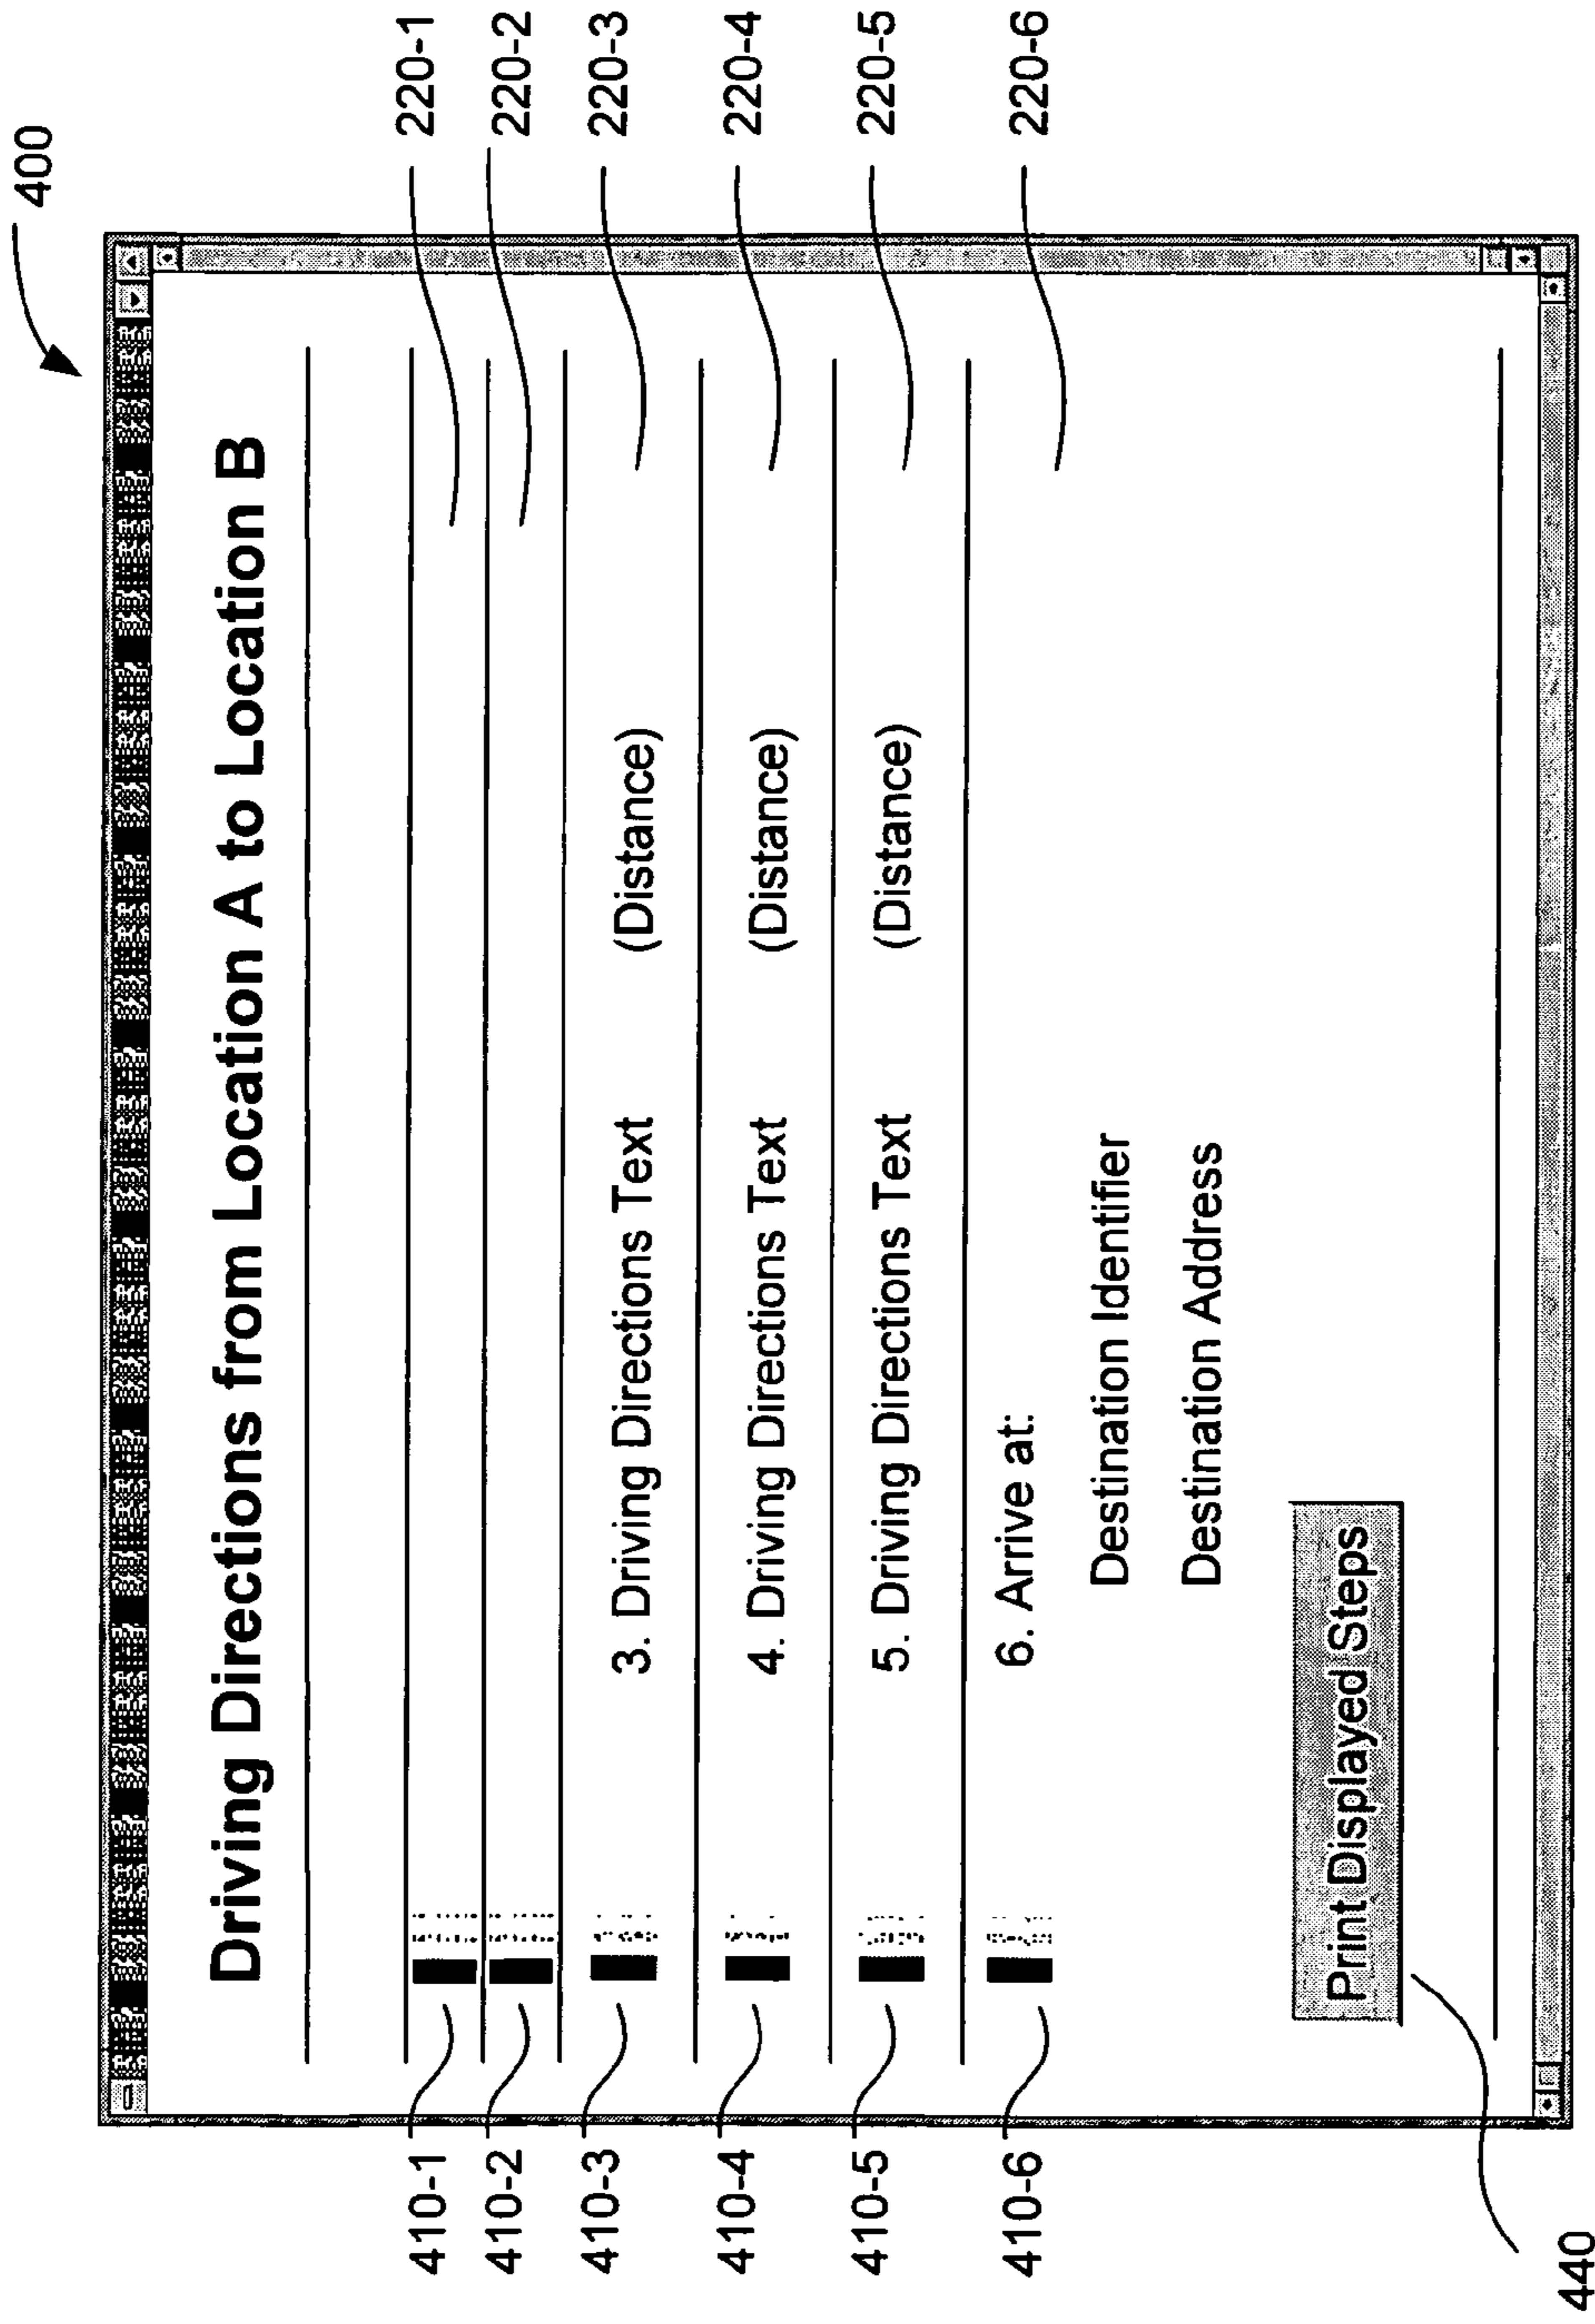 400
Driving Directions from Location A to Location B
410-1 220-1
410-2 220-2
410-3 3. Driving Directions Text (Distance) 220-3
410-4 4. Driving Directions Text (Distance) 220-4
410-5 5. Driving Directions Text (Distance) 220-5
410-6 6. Arrive at: 220-6
Destination Identifier
Destination Address
Print Displayed Steps
440